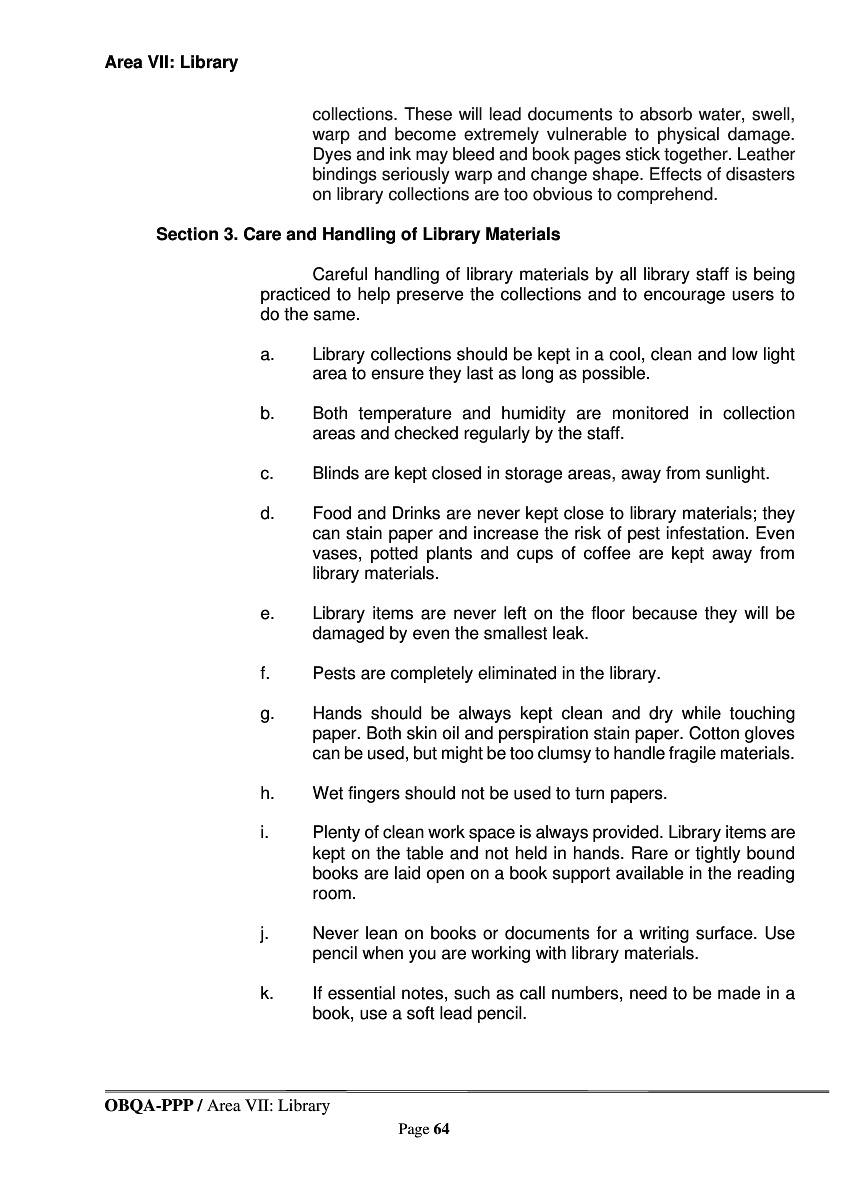 Area VII: Library
collections. These will lead documents to absorb water, swell,
warp and become extremely vulnerable to physical damage.
Dyes and ink may bleed and book pages stick together. Leather
bindings seriously warp and change shape. Effects of disasters
on library collections are too obvious to comprehend.
Section 3. Care and Handling of Library Materials
Careful handling of library materials by all library staff is being
practiced to help preserve the collections and to encourage users to
do the same.
a. Library collections should be kept in a cool, clean and low light
area to ensure they last as long as possible.
b. Both temperature and humidity are monitored in collection
areas and checked regularly by the staff.
c. Blinds are kept closed in storage areas, away from sunlight.
d. Food and Drinks are never kept close to library materials; they
can stain paper and increase the risk of pest infestation. Even
vases, potted plants and cups of coffee are kept away from
library materials.
e. Library items are never left on the floor because they will be
damaged by even the smallest leak.
f. Pests are completely eliminated in the library.
g. Hands should be always kept clean and dry while touching
paper. Both skin oil and perspiration stain paper. Cotton gloves
can be used, but might be too clumsy to handle fragile materials.
h. Wet fingers should not be used to turn papers.
i. Plenty of clean work space is always provided. Library items are
kept on the table and not held in hands. Rare or tightly bound
books are laid open on a book support available in the reading
room.
j. Never lean on books or documents for a writing surface. Use
pencil when you are working with library materials.
k. If essential notes, such as call numbers, need to be made in a
book, use a soft lead pencil.
OBQA-PPP / Area VII: Library
Page 64